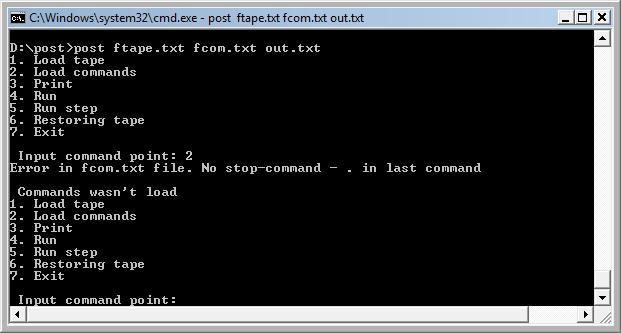 C:\Windows\system32\cmd.exe - post ftape.txt fcom.txt out.txt
D:\post>post ftape.txt fcom.txt out.txt
1. Load tape
2. Load commands
3. Print
4. Run
5. Run step
6. Restoring tape
7. Exit
Input command point: 2
Error in fcom.txt file. No stop-command - . in last command
Commands wasn't load
1. Load tape
2. Load commands
3. Print
4. Run
5. Run step
6. Restoring tape
7. Exit
Input command point: